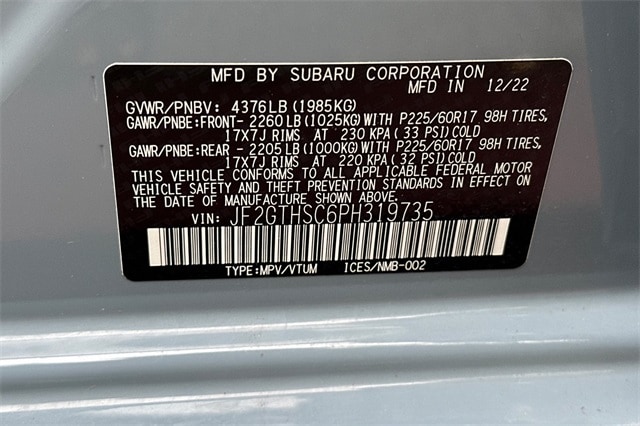 MFD BY SUBARU CORPORATION
MFD IN 12/22
GVWR/PNBV: 4376LB (1985KG)
GAWR/PNBE:FRONT- 2260 LB (1025KG) WITH P225/60R17 98H TIRES,
17x7J RIMS AT 230 KPA ( 33 PSI) COLD
GAWR/PNBE:REAR - 2205 LB (1000KG) WITH P225/60R17 98H TIRES,
17x7J RIMS AT 220 KPA ( 32 PSI) COLD
THIS VEHICLE CONFORMS TO ALL APPLICABLE FEDERAL MOTOR
VEHICLE SAFETY AND THEFT PREVENTION STANDARDS IN EFFECT ON
THE DATE OF MANUFACTURE SHOWN ABOVE.
VIN: JF2GTHSC6PH319735
TYPE:MPV/VTUM ICES/NMB-002